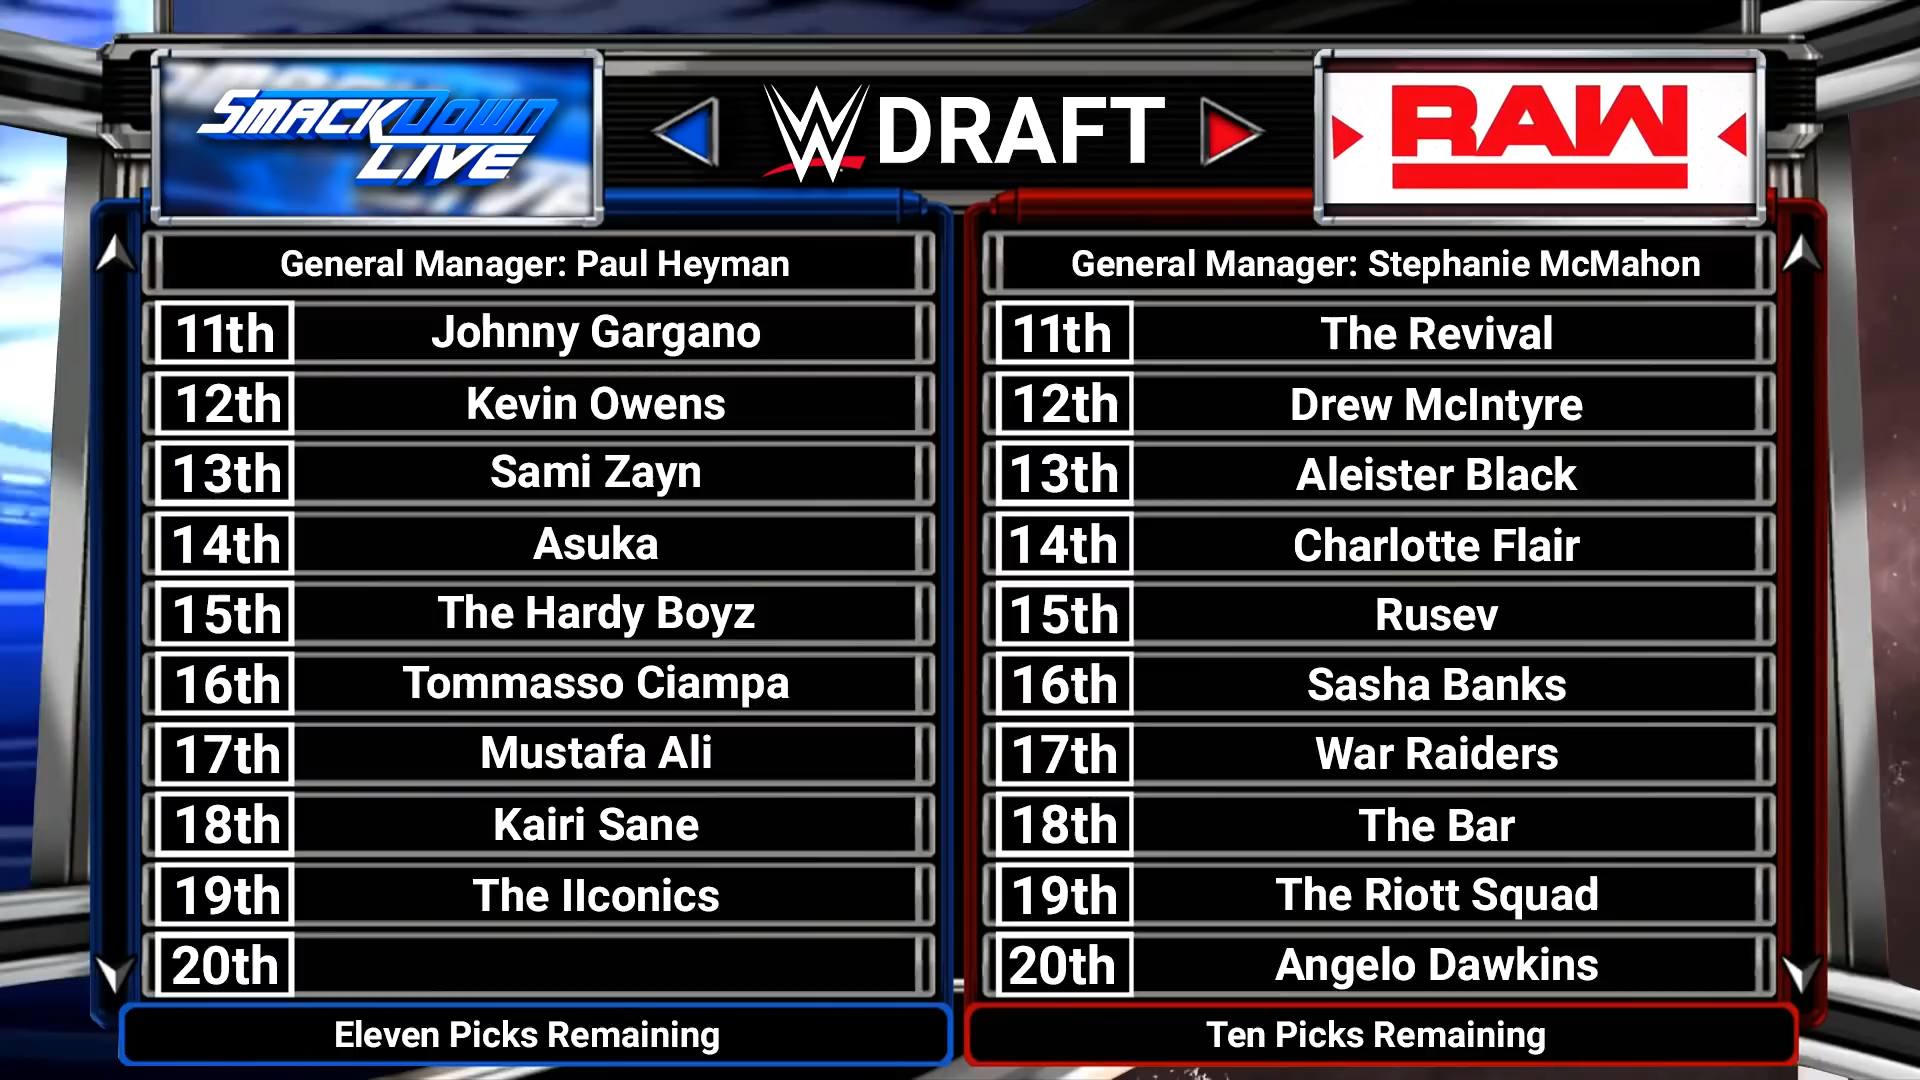 SMACKDOWN
LIVE
W DRAFT
RAW
General Manager: Paul Heyman
11th Johnny Gargano
12th Kevin Owens
13th Sami Zayn
14th Asuka
15th The Hardy Boyz
16th Tommasso Ciampa
17th Mustafa Ali
18th Kairi Sane
19th The IIconics
20th
Eleven Picks Remaining
General Manager: Stephanie McMahon
11th The Revival
12th Drew McIntyre
13th Aleister Black
14th Charlotte Flair
15th Rusev
16th Sasha Banks
17th War Raiders
18th The Bar
19th The Riott Squad
20th Angelo Dawkins
Ten Picks Remaining